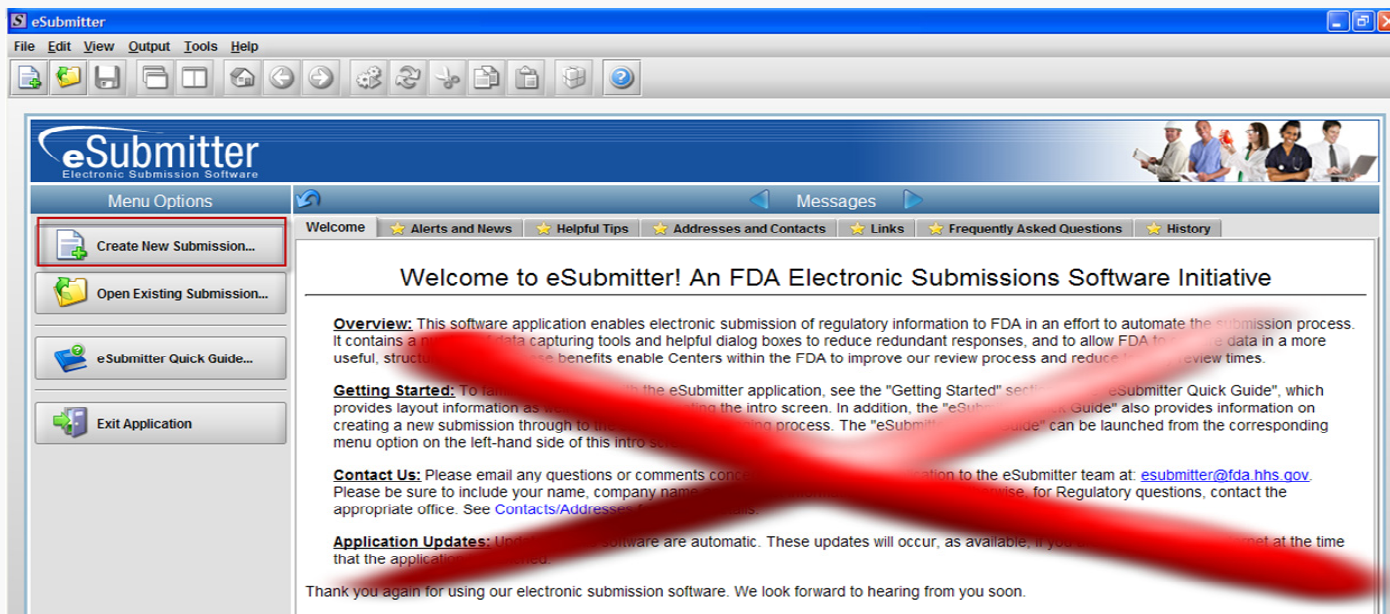 eSubmitter
File Edit View Output Tools Help
eSubmitter
Electronic Submission Software
Menu Options
Messages
Create New Submission...
Open Existing Submission...
eSubmitter Quick Guide...
Exit Application
Welcome Alerts and News Helpful Tips Addresses and Contacts Links Frequently Asked Questions History
Welcome to eSubmitter! An FDA Electronic Submissions Software Initiative
Overview: This software application enables electronic submission of regulatory information to FDA in an effort to automate the submission process.
It contains a data capturing tools and helpful dialog boxes to reduce redundant responses, and to allow FDA data in a more
useful, benefits enable Centers within the FDA to improve our review process and reduce review times.
Getting Started: To the eSubmitter application, see the "Getting Started" eSubmitter Quick Guide", which
provides layout information as the intro screen. In addition, the Guide" also provides information on
creating a new submission through to the process. The can be launched from the corresponding
menu option on the left-hand side of this intro
Contact Us: Please email any questions or comments to the eSubmitter team at: esubmitter@fda.hhs.gov.
Please be sure to include your name, company name for Regulatory questions, contact the
appropriate office. See Contacts/Addresses
Application Updates: software are automatic. These updates will occur, as available, at the time
that the
Thank you again for using our electronic submission software. We look forward to hearing from you soon.